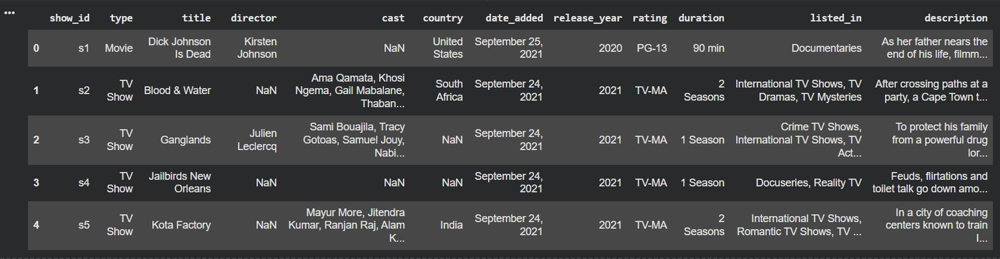 show_id type title director cast country date_added release_year rating duration listed_in description
0 s1 Movie Dick Johnson Is Dead Kirsten Johnson NaN United States September 25, 2021 2020 PG-13 90 min Documentaries As her father nears the end of his life, filmm...
1 s2 TV Show Blood & Water NaN Ama Qamata, Khosi Ngema, Gail Mabalane, Thaban... South Africa September 24, 2021 2021 TV-MA 2 Seasons International TV Shows, TV Dramas, TV Mysteries After crossing paths at a party, a Cape Town t...
2 s3 TV Show Ganglands Julien Leclercq Sami Bouajila, Tracy Gotoas, Samuel Jouy, Nabi... NaN September 24, 2021 2021 TV-MA 1 Season Crime TV Shows, International TV Shows, TV Act... To protect his family from a powerful drug lor...
3 s4 TV Show Jailbirds New Orleans NaN NaN NaN September 24, 2021 2021 TV-MA 1 Season Docuseries, Reality TV Feuds, flirtations and toilet talk go down amo...
4 s5 TV Show Kota Factory NaN Mayur More, Jitendra Kumar, Ranjan Raj, Alam K... India September 24, 2021 2021 TV-MA 2 Seasons International TV Shows, Romantic TV Shows, TV ... In a city of coaching centers known to train I...